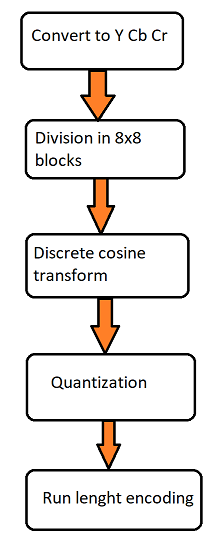 Convert to Y Cb Cr
Division in 8x8
blocks
Discrete cosine
transform
Quantization
Run lenght encoding